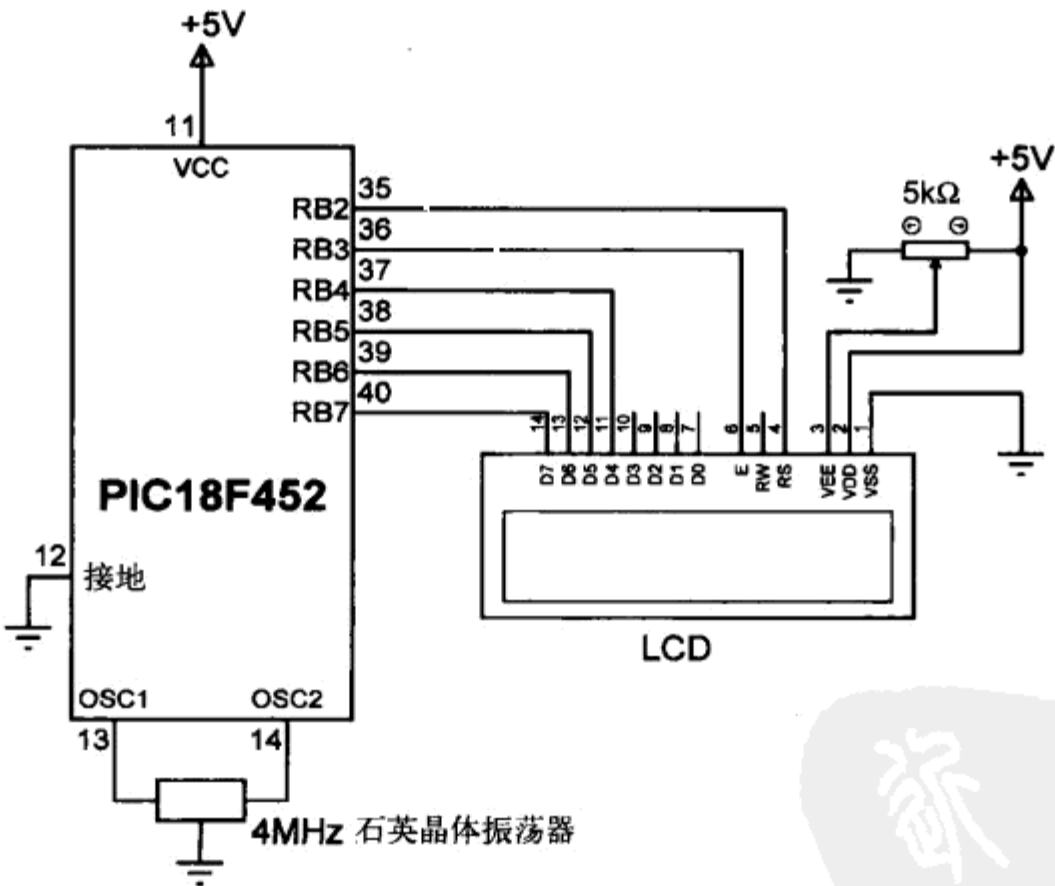 +5V
11
VCC
+5V
5kΩ
RB2 35
RB3 36
RB4 37
RB5 38
RB6 39
RB7 40
14 13 12 11 10 9 8 7 6 5 4 3 2 1
D7 D6 D5 D4 D3 D2 D1 D0 E RW RS VEE VDD VSS
PIC18F452
12 接地
LCD
OSC1 OSC2
13 14
4MHz 石英晶体振荡器